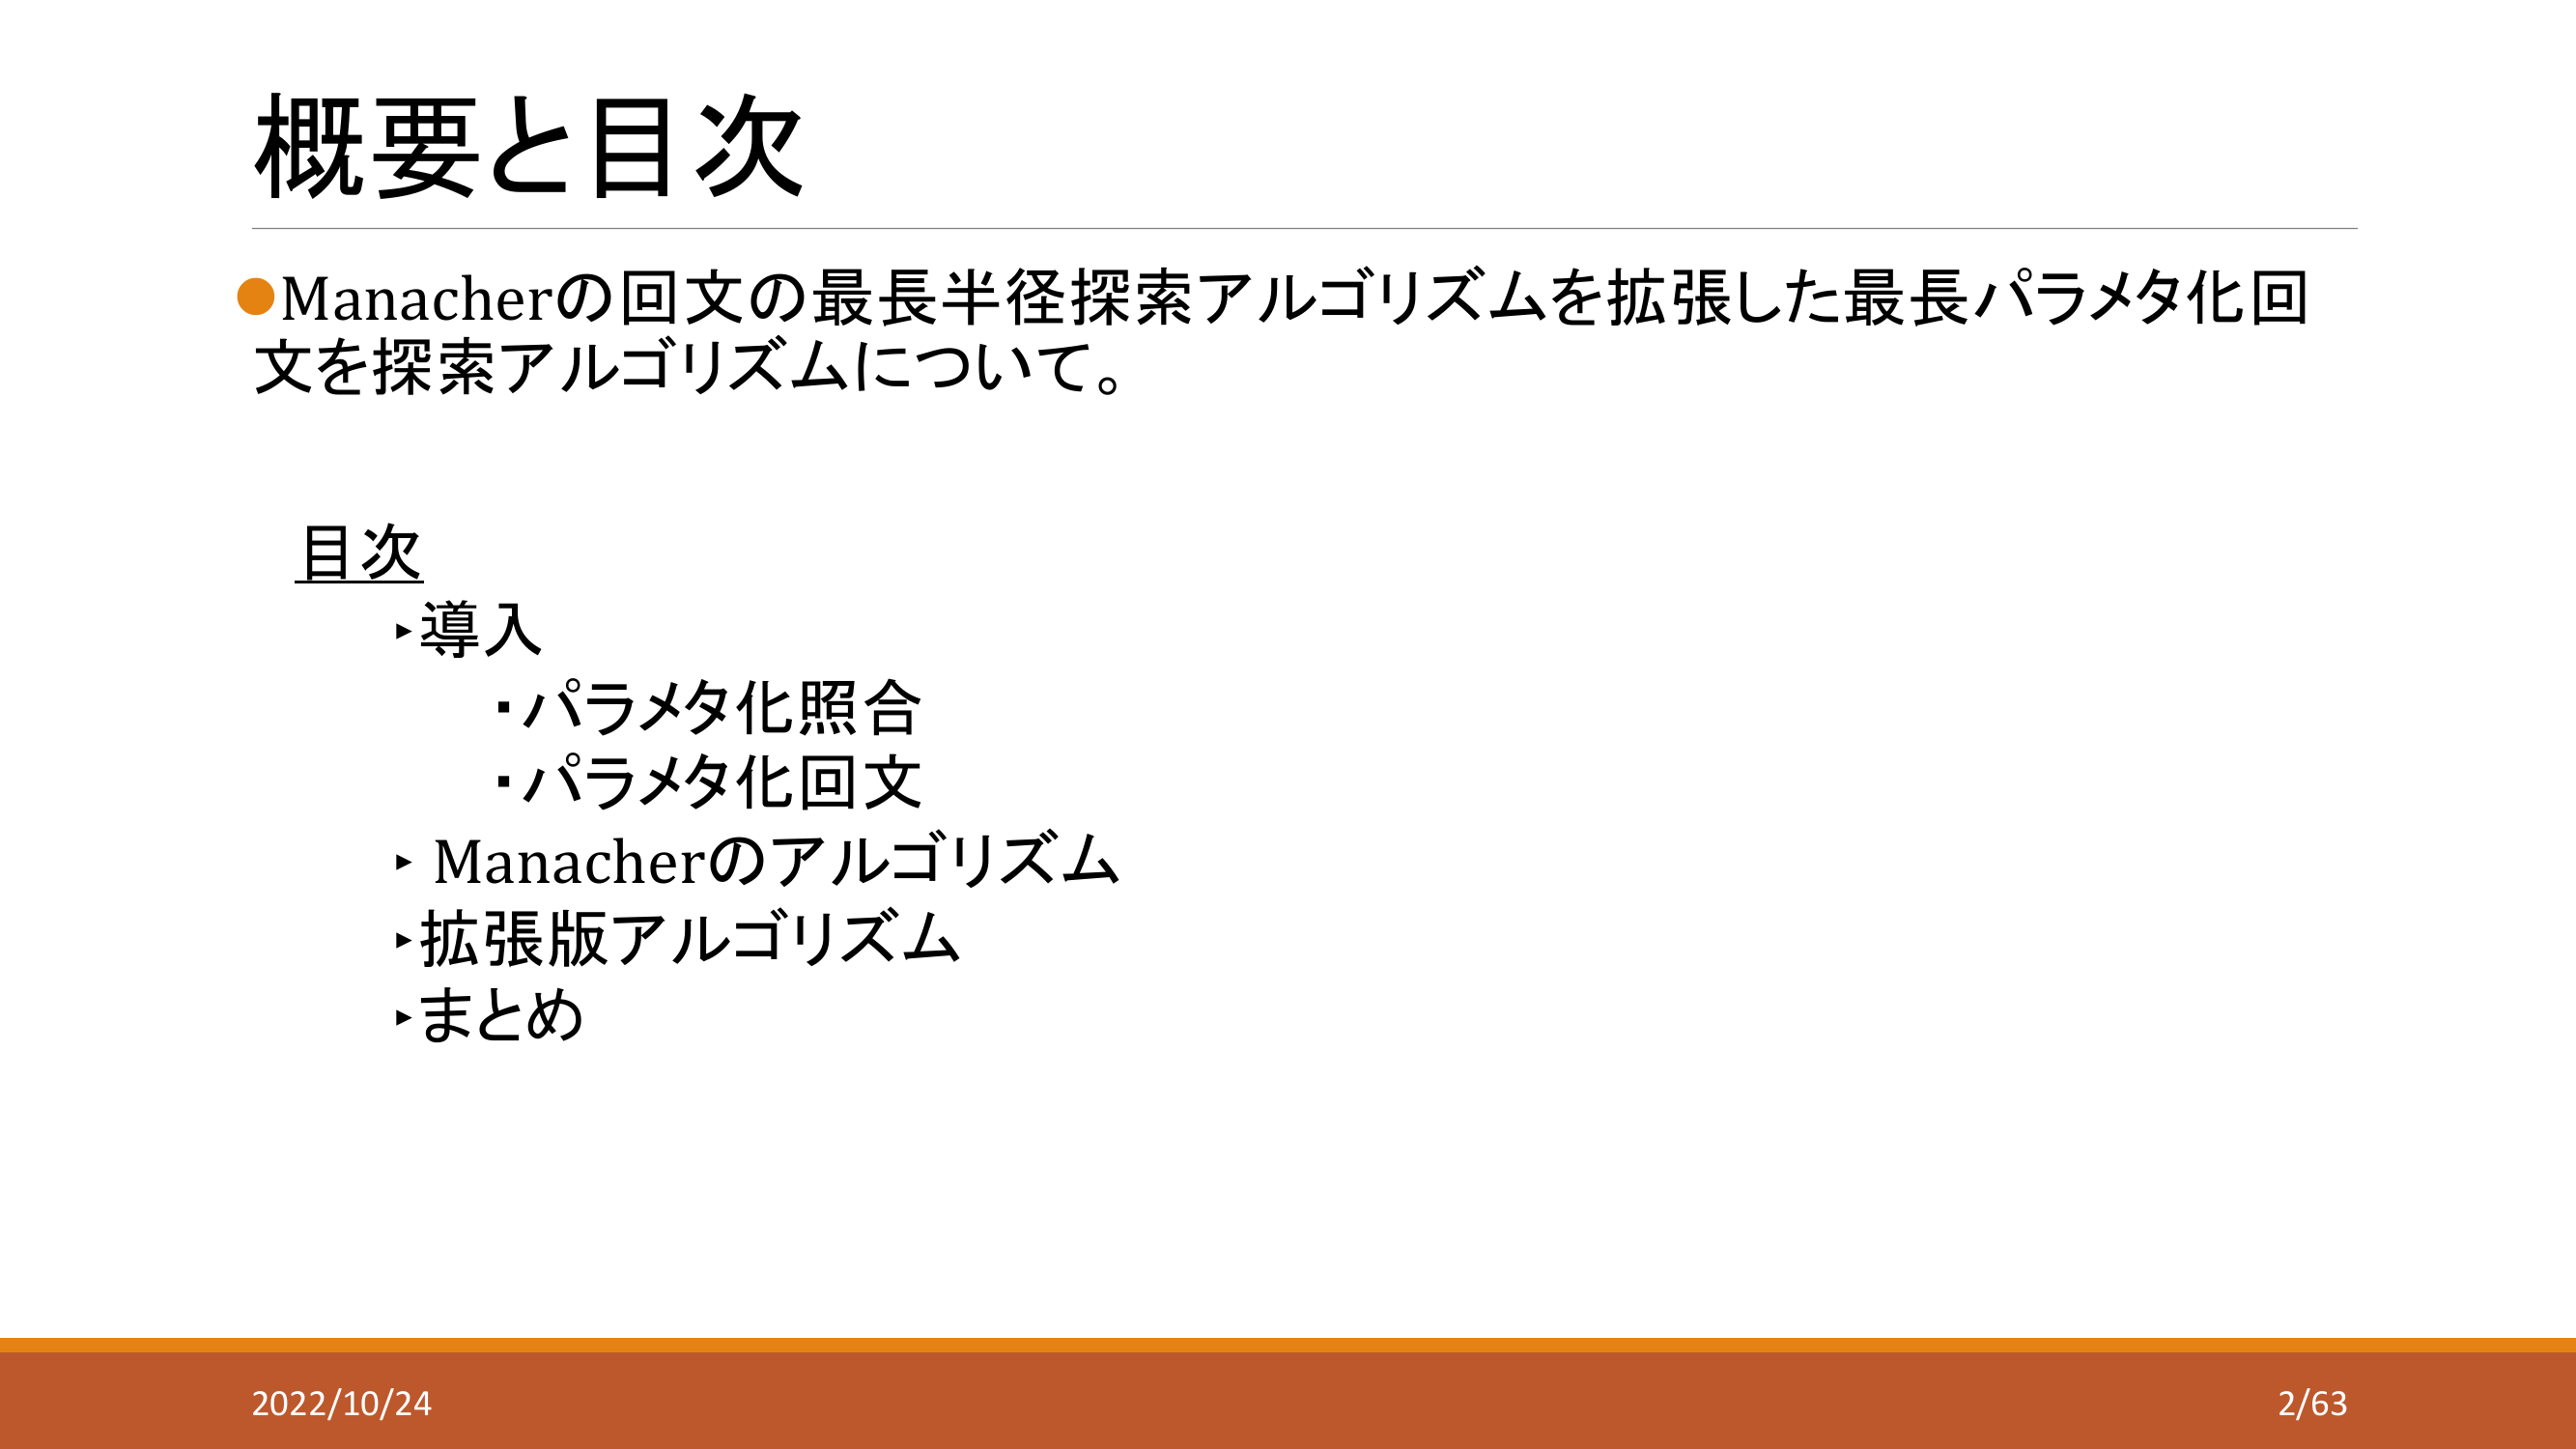 概要と目次
●Manacherの回文の最長半径探索アルゴリズムを拡張した最長パラメタ化回
文を探索アルゴリズムについて。
目次
‣導入
・パラメタ化照合
・パラメタ化回文
‣ Manacherのアルゴリズム
‣拡張版アルゴリズム
‣まとめ
2022/10/24
2/63